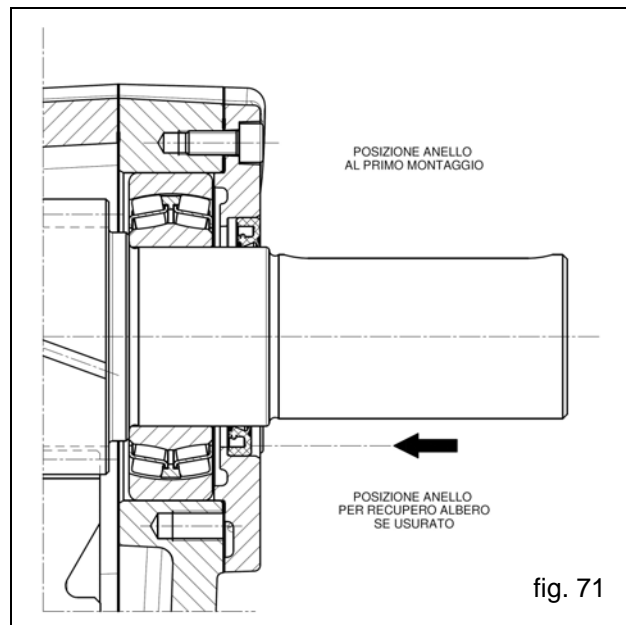 POSIZIONE ANELLO
AL PRIMO MONTAGGIO
POSIZIONE ANELLO
PER RECUPERO ALBERO
SE USURATO
fig. 71